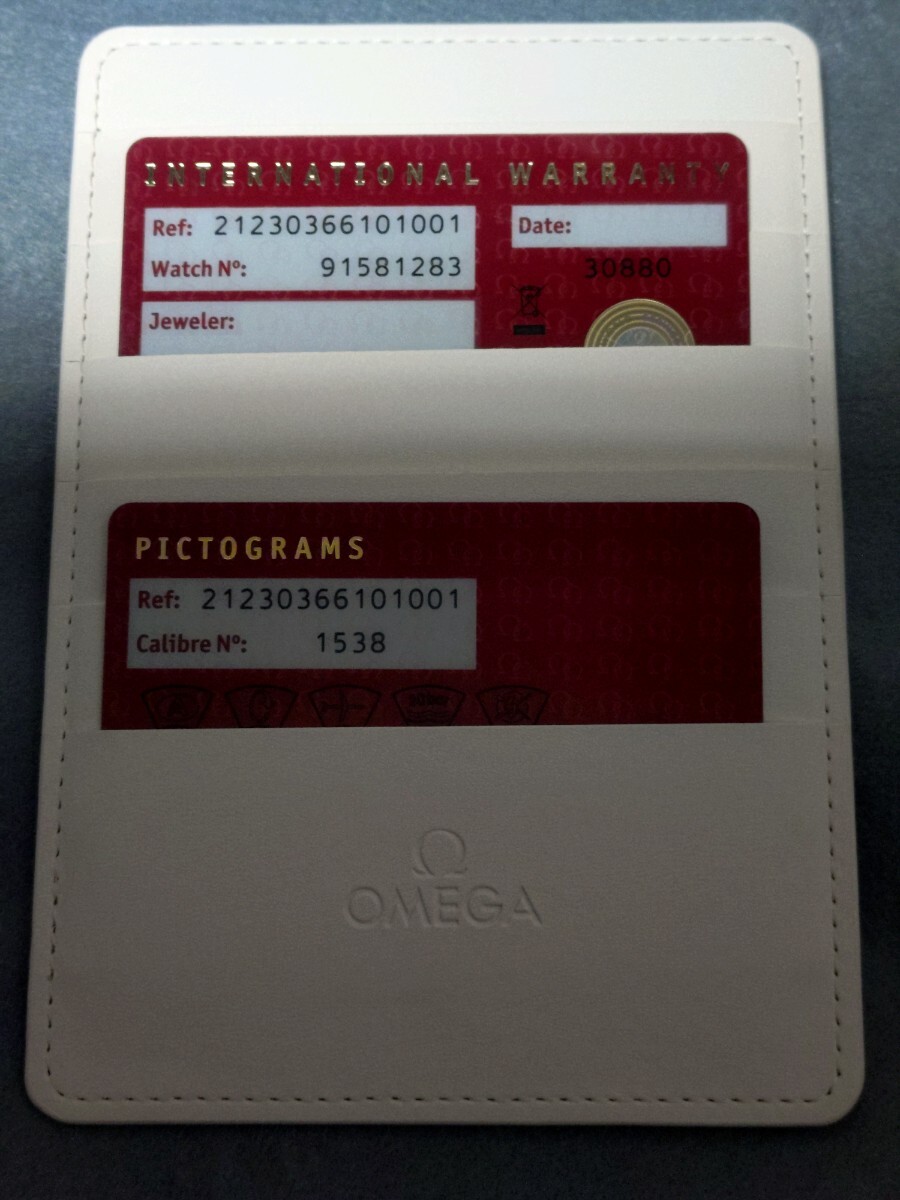 INTERNATIONAL WARRANTY
Ref: 21230366101001
Date:
Watch Nº: 91581283
30880
Jeweler:
PICTOGRAMS
Ref: 21230366101001
Calibre Nº: 1538
Ω
OMEGA